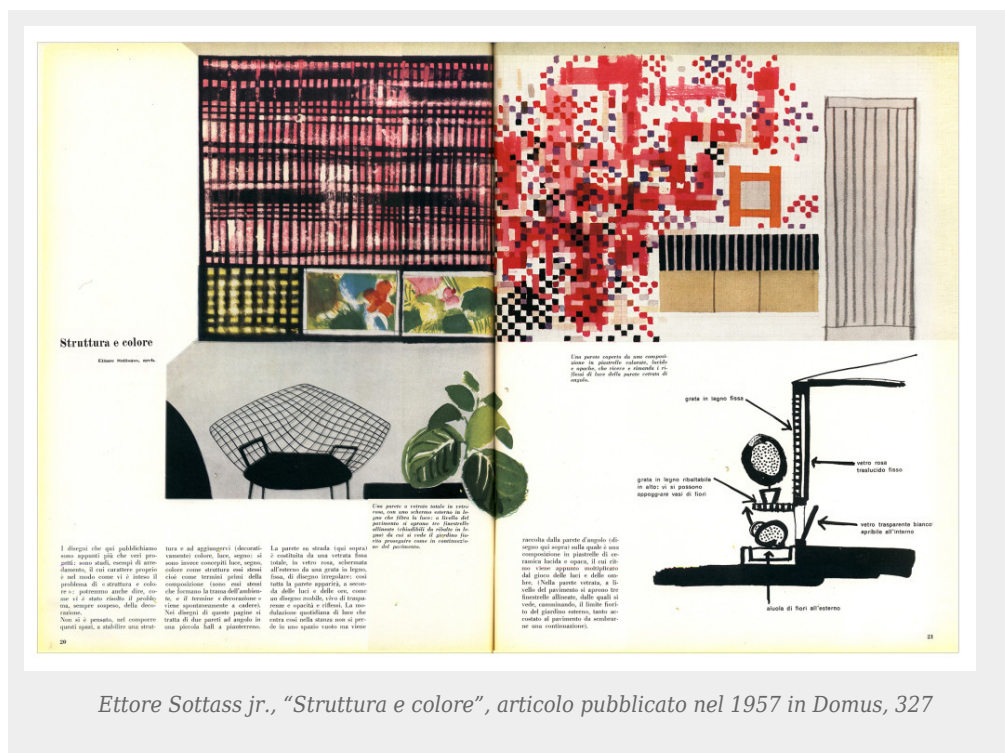 Struttura e colore
Ettore Sottsass, arch.
I disegni che qui pubblichiamo
sono appunti più che veri pro-
getti: sono studi, esempi di arre-
damento, il cui carattere proprio
è nel modo come vi è inteso il
problema di « struttura e colo-
re »: potremmo anche dire, co-
me vi è stato risolto il proble-
ma, sempre sospeso, della deco-
razione.
Non si è pensato, nel comporre
questi spazi, a stabilire una strut-
tura e ad aggiungervi (decorati-
vamente) colore, luce, segno: si
sono invece concepiti luce, segno,
colore come struttura essi stessi
cioè come termini primi della
composizione (sono essi stessi
che formano la trama dell'ambien-
te, e il termine « decorazione »
viene spontaneamente a cadere).
Nei disegni di queste pagine si
tratta di due pareti ad angolo in
una piccola hall a pianterreno.
La parete su strada (qui sopra)
è costituita da una vetrata fissa
totale, in vetro rosa, schermata
all'esterno da una grata in legno,
fissa, di disegno irregolare: così
tutta la parete apparirà, a secon-
da delle luci e delle ore, come
un disegno mobile, vivo di traspa-
renze e opacità e riflessi. La mo-
dulazione quotidiana di luce che
entra così nella stanza non si per-
de in uno spazio vuoto ma viene
20
Una parete a vetrata totale in vetro
rosa, con uno schermo esterno in le-
gno che filtra la luce: a livello del
pavimento si aprono tre finestrelle
allineate (chiudibili da ribalte in le-
gno) da cui si vede il giardino fio-
rito proseguire come in continuazio-
ne del pavimento.
Una parete coperta da una composi-
zione in piastrelle colorate, lucide
e opache, che riceve e rimanda i ri-
flessi di luce della parete vetrata di
angolo.
raccolta dalla parete d'angolo (di-
segno qui sopra) sulla quale è una
composizione in piastrelle di ce-
ramica lucida e opaca, il cui rit-
mo viene appunto moltiplicato
dal gioco delle luci e delle om-
bre. (Nella parete vetrata, a li-
vello del pavimento si aprono tre
finestrelle allineate, dalle quali si
vede, camminando, il limite fiori-
to del giardino esterno, tanto ac-
costato al pavimento da sembrar-
ne una continuazione).
grata in legno fissa
vetro rosa
traslucido fisso
grata in legno ribaltabile
in alto: vi si possono
appoggiare vasi di fiori
vetro trasparente bianco
apribile all'interno
aiuola di fiori all'esterno
21
Ettore Sottass jr., “Struttura e colore”, articolo pubblicato nel 1957 in Domus, 327